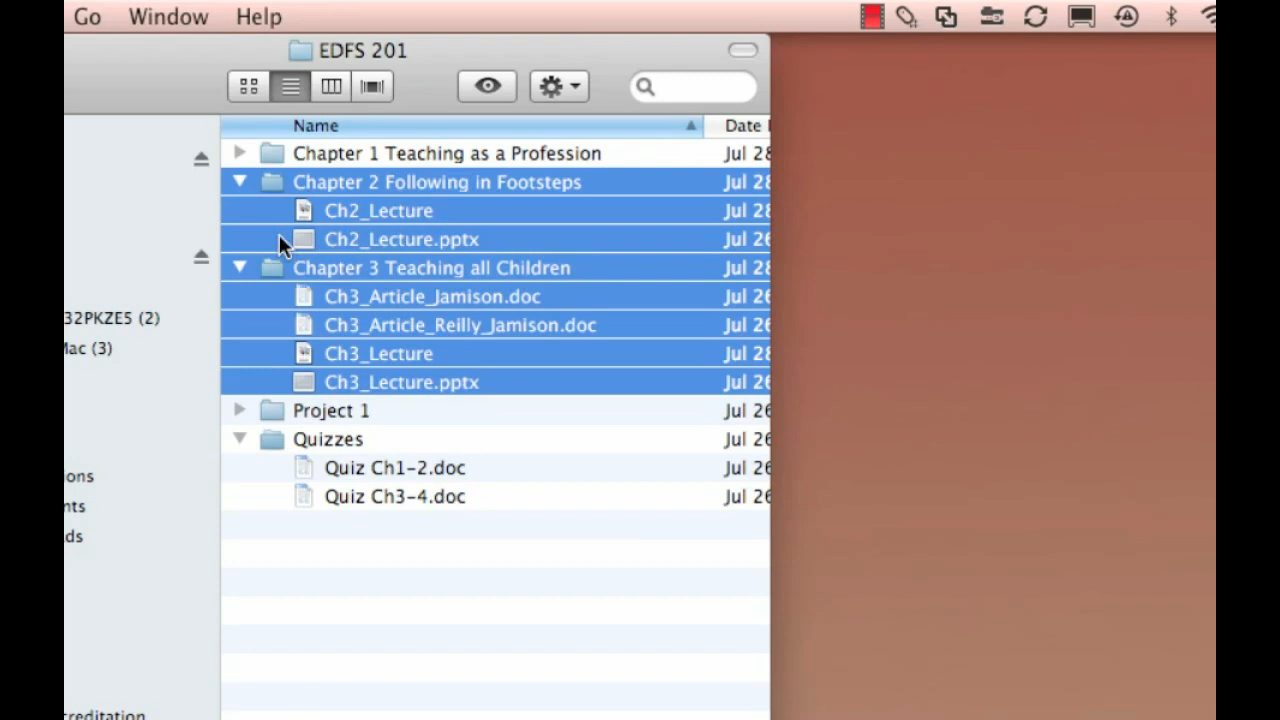 Go Window Help
EDFS 201
Name Date
Chapter 1 Teaching as a Profession Jul 28
Chapter 2 Following in Footsteps Jul 28
Ch2_Lecture Jul 28
Ch2_Lecture.pptx Jul 26
Chapter 3 Teaching all Children Jul 28
32PKZE5 (2)
Ch3_Article_Jamison.doc Jul 26
Ch3_Article_Reilly_Jamison.doc Jul 26
Mac (3)
Ch3_Lecture Jul 28
Ch3_Lecture.pptx Jul 26
Project 1 Jul 26
Quizzes Jul 26
ons
Quiz Ch1-2.doc Jul 26
nts
Quiz Ch3-4.doc Jul 26
ds
creditation